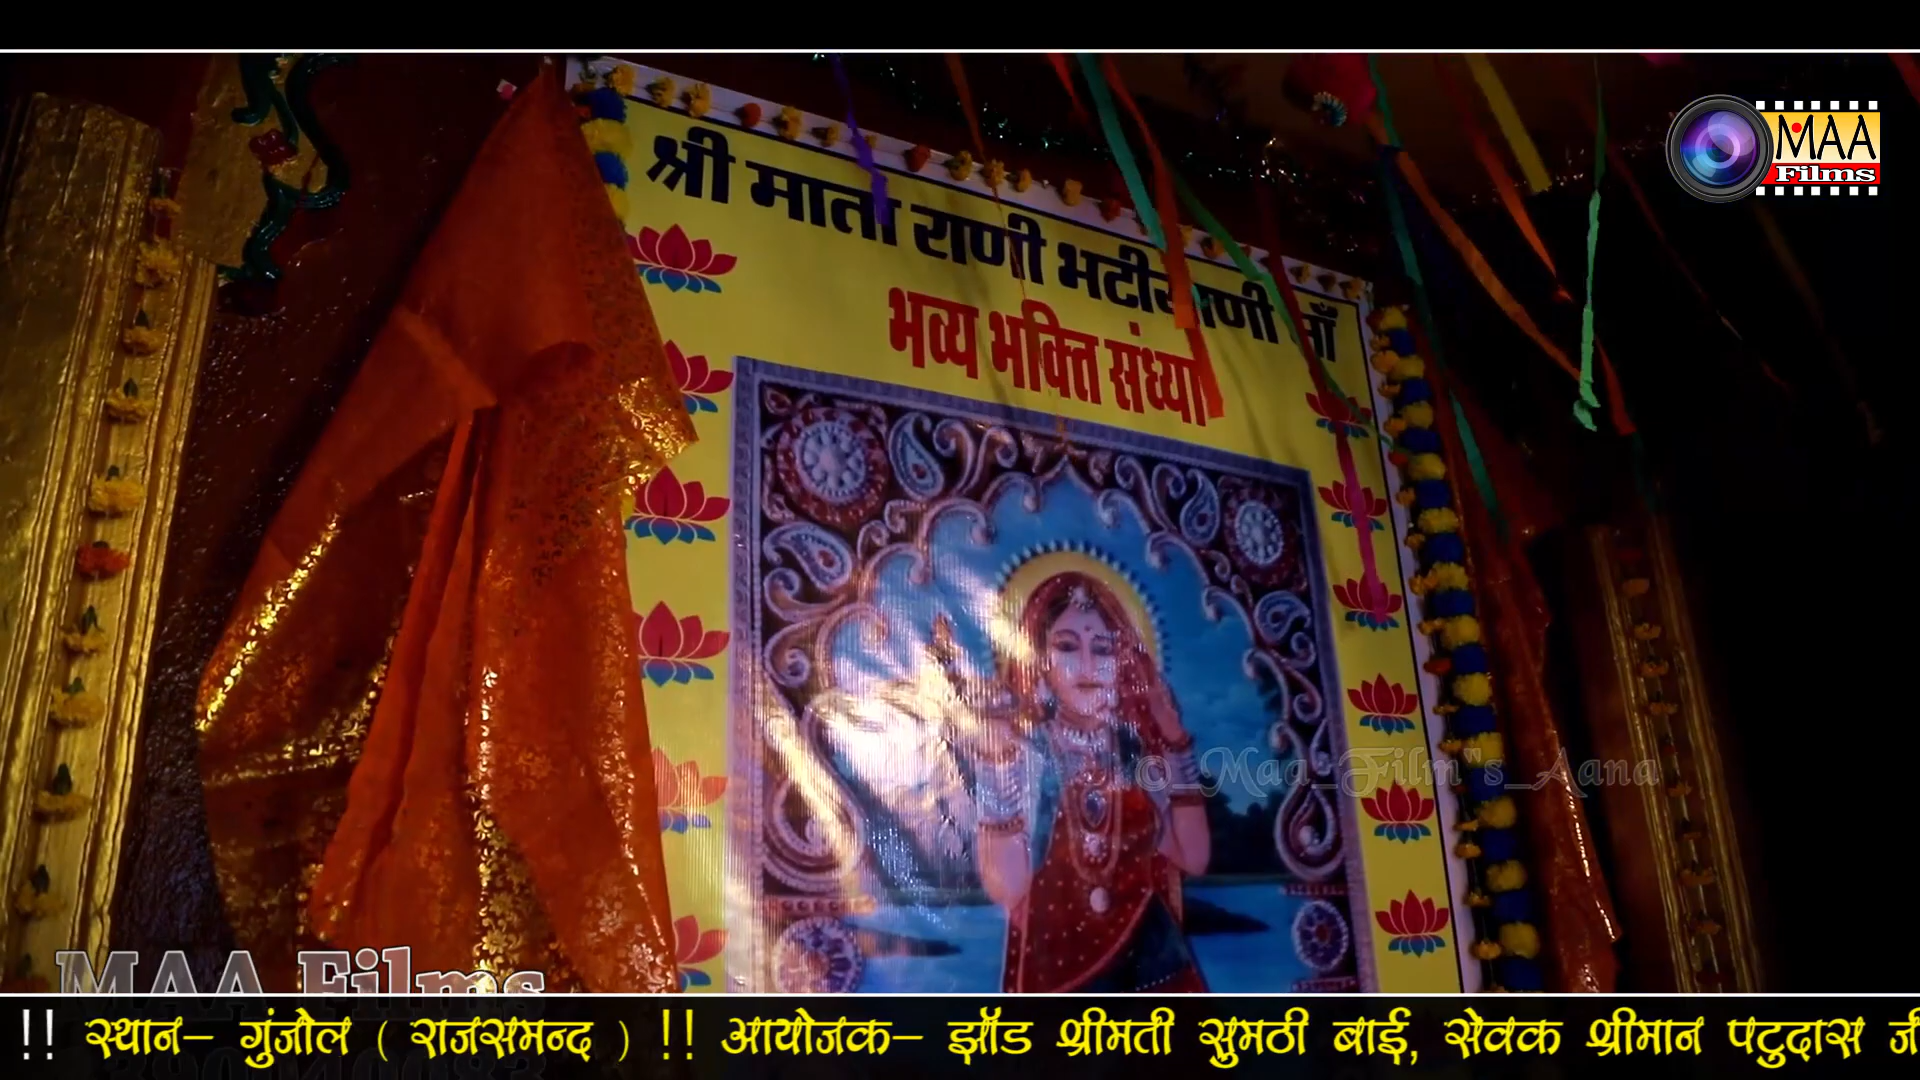 MAA
Films
श्री माता राणी भटीयाणी माँ
भव्य भक्ति संध्या
©_Maa_Film"s_Aana
MAA Films
!! स्थान– गुंजोल ( राजसमन्द ) !! आयोजक– झॉड श्रीमती सुमठी बाई, सेवक श्रीमान पटुदास जी